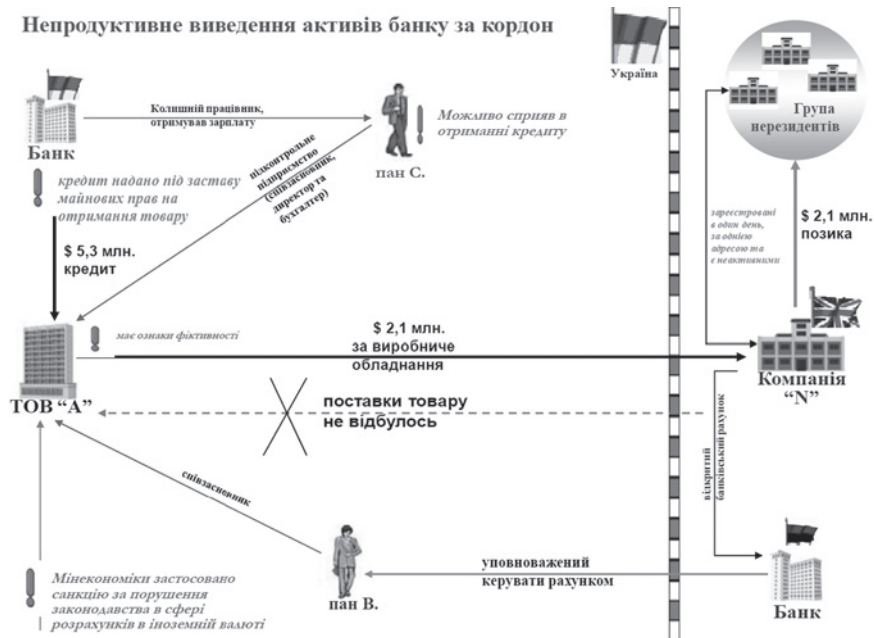 Непродуктивне виведення активів банку за кордон
Україна
Група
нерезидентів
Колишній працівник,
отримував зарплату
Банк
Можливо сприяв в
отриманні кредиту
пан С.
підконтрольне
підприємство
(співзасновник,
директор та
бухгалтер)
кредит надано під заставу
майнових прав на
отримання товару
$ 5,3 млн.
кредит
зареєстровані
в один день,
за однією
адресою та
є неактивними
$ 2,1 млн.
позика
має ознаки фіктивності
$ 2,1 млн.
за виробниче
обладнання
ТОВ “А”
Компанія
“N”
поставки товару
не відбулось
відкритий
банківський рахунок
співзасновник
уповноважений
керувати рахунком
пан В.
Банк
Мінекономіки застосовано
санкцію за порушення
законодавства в сфері
розрахунків в іноземній валюті